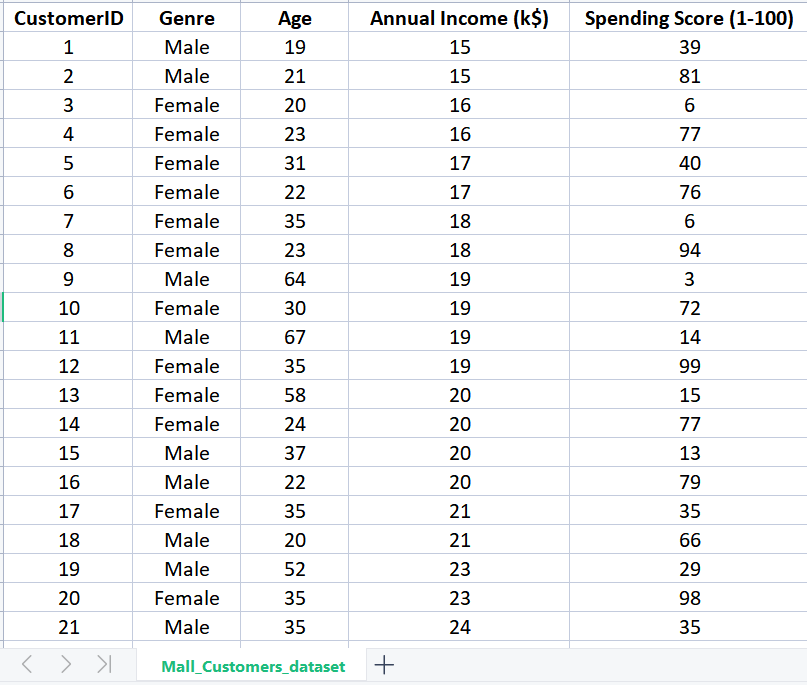 CustomerID Genre Age Annual Income (k$) Spending Score (1-100)
1 Male 19 15 39
2 Male 21 15 81
3 Female 20 16 6
4 Female 23 16 77
5 Female 31 17 40
6 Female 22 17 76
7 Female 35 18 6
8 Female 23 18 94
9 Male 64 19 3
10 Female 30 19 72
11 Male 67 19 14
12 Female 35 19 99
13 Female 58 20 15
14 Female 24 20 77
15 Male 37 20 13
16 Male 22 20 79
17 Female 35 21 35
18 Male 20 21 66
19 Male 52 23 29
20 Female 35 23 98
21 Male 35 24 35
Mall_Customers_dataset